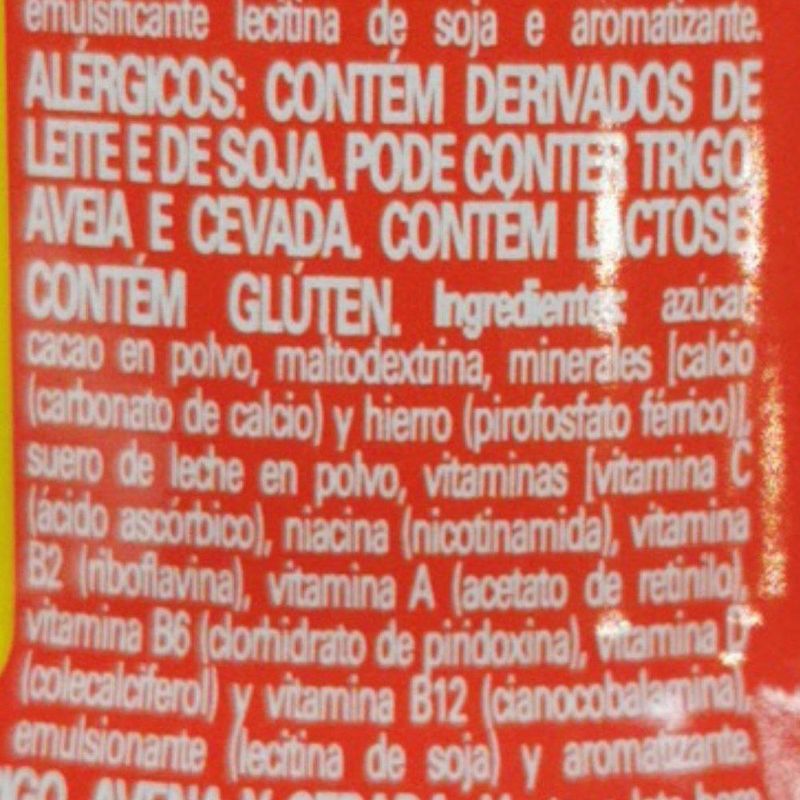 emulsificante lecitina de soja e aromatizante.
ALÉRGICOS: CONTÉM DERIVADOS DE
LEITE E DE SOJA. PODE CONTER TRIGO,
AVEIA E CEVADA. CONTÉM LACTOSE.
CONTÉM GLÚTEN. Ingredientes: azúcar,
cacao en polvo, maltodextrina, minerales [calcio
(carbonato de calcio) y hierro (pirofosfato férrico)],
suero de leche en polvo, vitaminas [vitamina C
(ácido ascórbico), niacina (nicotinamida), vitamina
B2 (riboflavina), vitamina A (acetato de retinilo),
vitamina B6 (clorhidrato de piridoxina), vitamina D
(colecalciferol) y vitamina B12 (cianocobalamina),
emulsionante (lecitina de soja) y aromatizante.
AVENA Y